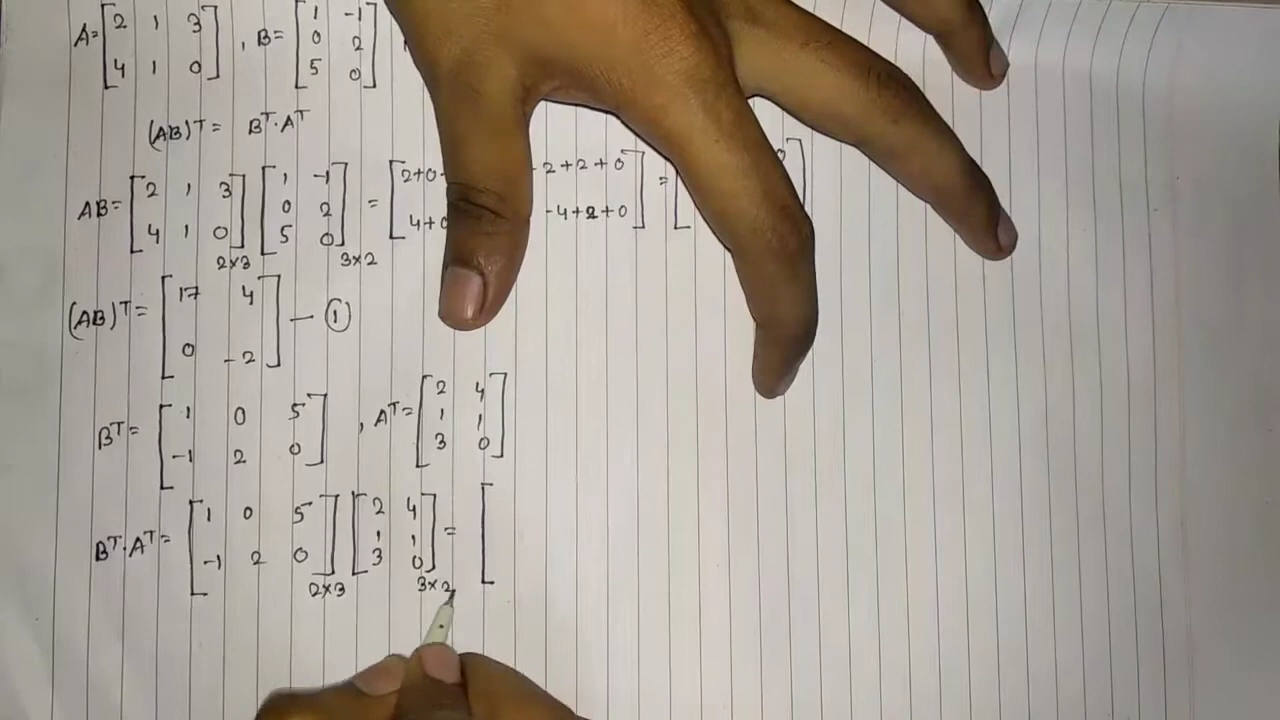 A = [2 1 3; 4 1 0], B = [1 -1; 0 2; 5 0]
(AB)ᵀ = Bᵀ·Aᵀ
AB = [2 1 3; 4 1 0] 2×3 [1 -1; 0 2; 5 0] 3×2 = [2+0 -2+2+0; 4+0 -4+2+0] = [ 0
(AB)ᵀ = [17 4; 0 -2] — ①
Bᵀ = [1 0 5; -1 2 0], Aᵀ = [2 4; 1 1; 3 0]
Bᵀ·Aᵀ = [1 0 5; -1 2 0] 2×3 [2 4; 1 1; 3 0] 3×2 = [